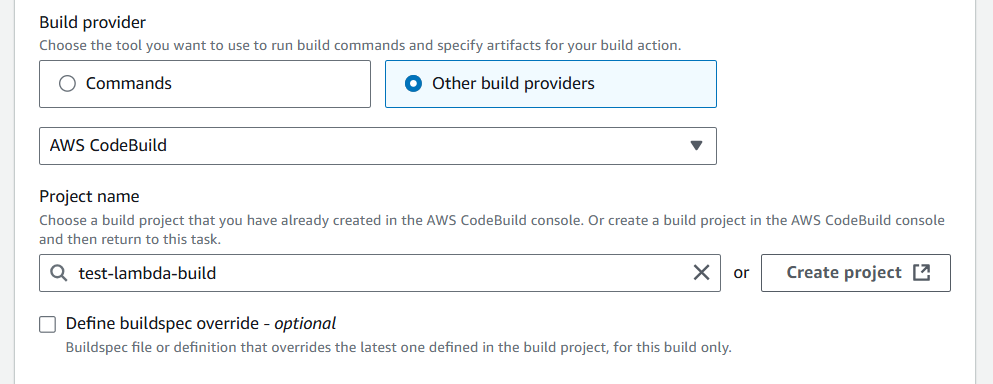 Build provider
Choose the tool you want to use to run build commands and specify artifacts for your build action.
Commands
Other build providers
AWS CodeBuild
Project name
Choose a build project that you have already created in the AWS CodeBuild console. Or create a build project in the AWS CodeBuild console
and then return to this task.
test-lambda-build
or
Create project
Define buildspec override - optional
Buildspec file or definition that overrides the latest one defined in the build project, for this build only.